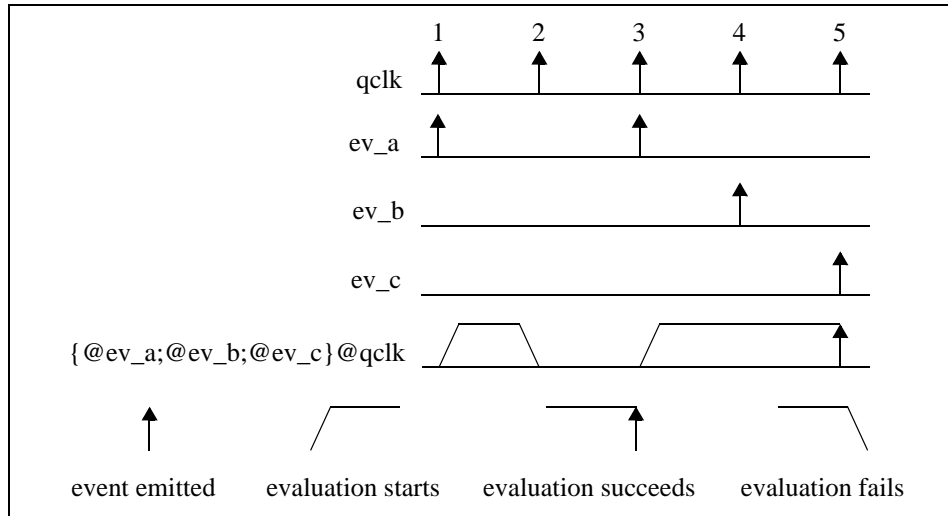 1 2 3 4 5
qclk
ev_a
ev_b
ev_c
{@ev_a;@ev_b;@ev_c}@qclk
event emitted evaluation starts evaluation succeeds evaluation fails